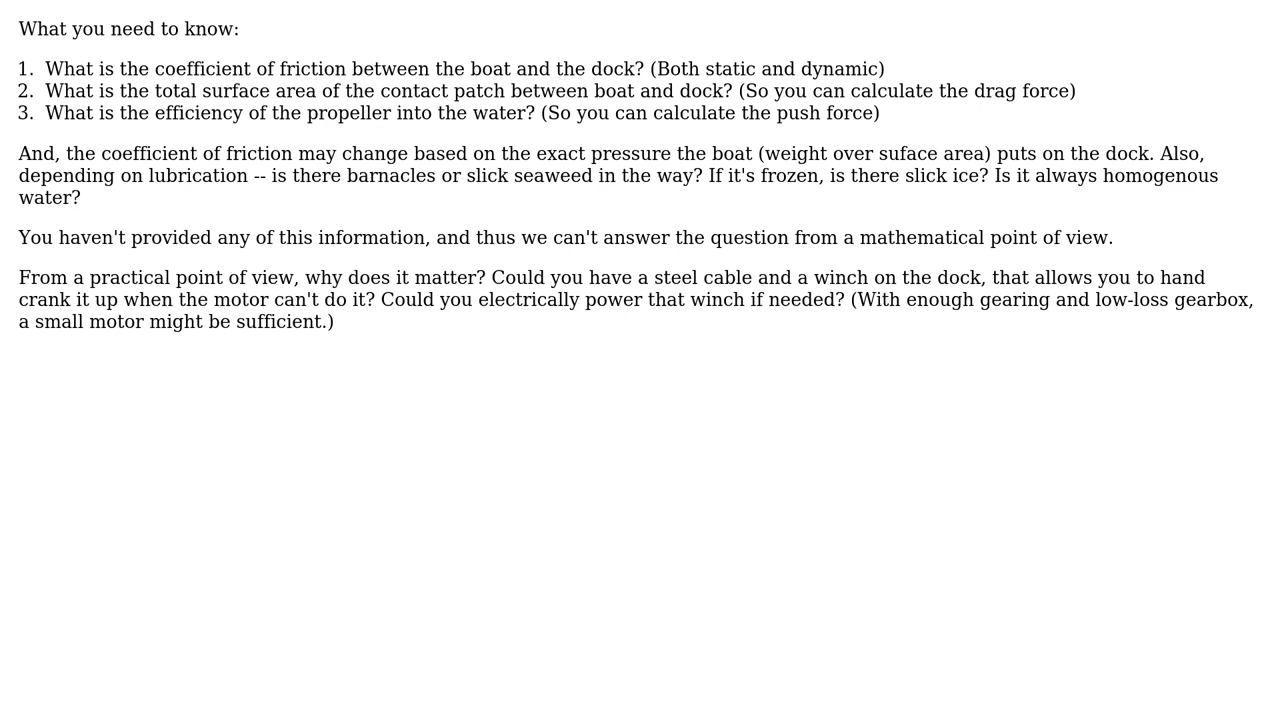 What you need to know:
1. What is the coefficient of friction between the boat and the dock? (Both static and dynamic)
2. What is the total surface area of the contact patch between boat and dock? (So you can calculate the drag force)
3. What is the efficiency of the propeller into the water? (So you can calculate the push force)
And, the coefficient of friction may change based on the exact pressure the boat (weight over suface area) puts on the dock. Also,
depending on lubrication -- is there barnacles or slick seaweed in the way? If it's frozen, is there slick ice? Is it always homogenous
water?
You haven't provided any of this information, and thus we can't answer the question from a mathematical point of view.
From a practical point of view, why does it matter? Could you have a steel cable and a winch on the dock, that allows you to hand
crank it up when the motor can't do it? Could you electrically power that winch if needed? (With enough gearing and low-loss gearbox,
a small motor might be sufficient.)